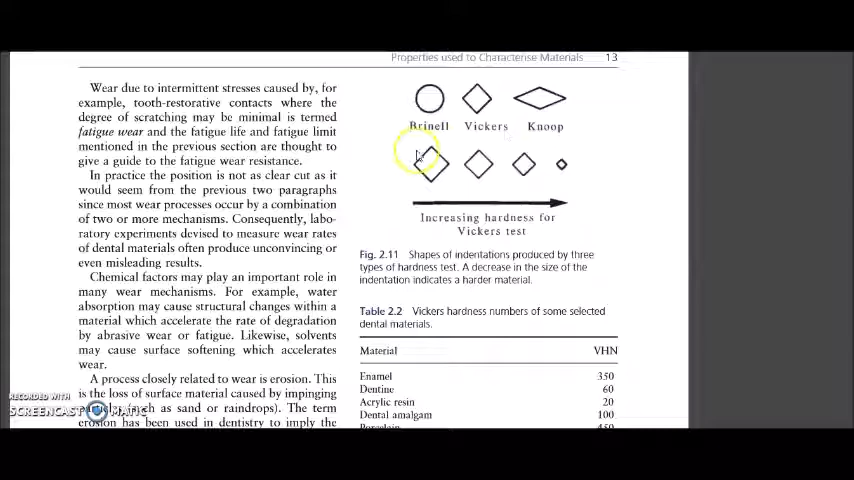 Properties used to Characterise Materials 13
Wear due to intermittent stresses caused by, for
example, tooth-restorative contacts where the
degree of scratching may be minimal is termed
fatigue wear and the fatigue life and fatigue limit
mentioned in the previous section are thought to
give a guide to the fatigue wear resistance.
In practice the position is not as clear cut as it
would seem from the previous two paragraphs
since most wear processes occur by a combination
of two or more mechanisms. Consequently, labo-
ratory experiments devised to measure wear rates
of dental materials often produce unconvincing or
even misleading results.
Chemical factors may play an important role in
many wear mechanisms. For example, water
absorption may cause structural changes within a
material which accelerate the rate of degradation
by abrasive wear or fatigue. Likewise, solvents
may cause surface softening which accelerates
wear.
A process closely related to wear is erosion. This
is the loss of surface material caused by impinging
(such as sand or raindrops). The term
erosion has been used in dentistry to imply the
Brinell Vickers Knoop
Increasing hardness for
Vickers test
Fig. 2.11 Shapes of indentations produced by three
types of hardness test. A decrease in the size of the
indentation indicates a harder material.
Table 2.2 Vickers hardness numbers of some selected
dental materials.
Material VHN
Enamel 350
Dentine 60
Acrylic resin 20
Dental amalgam 100
Porcelain 450
RECORDED WITH
SCREENCAST MATIC